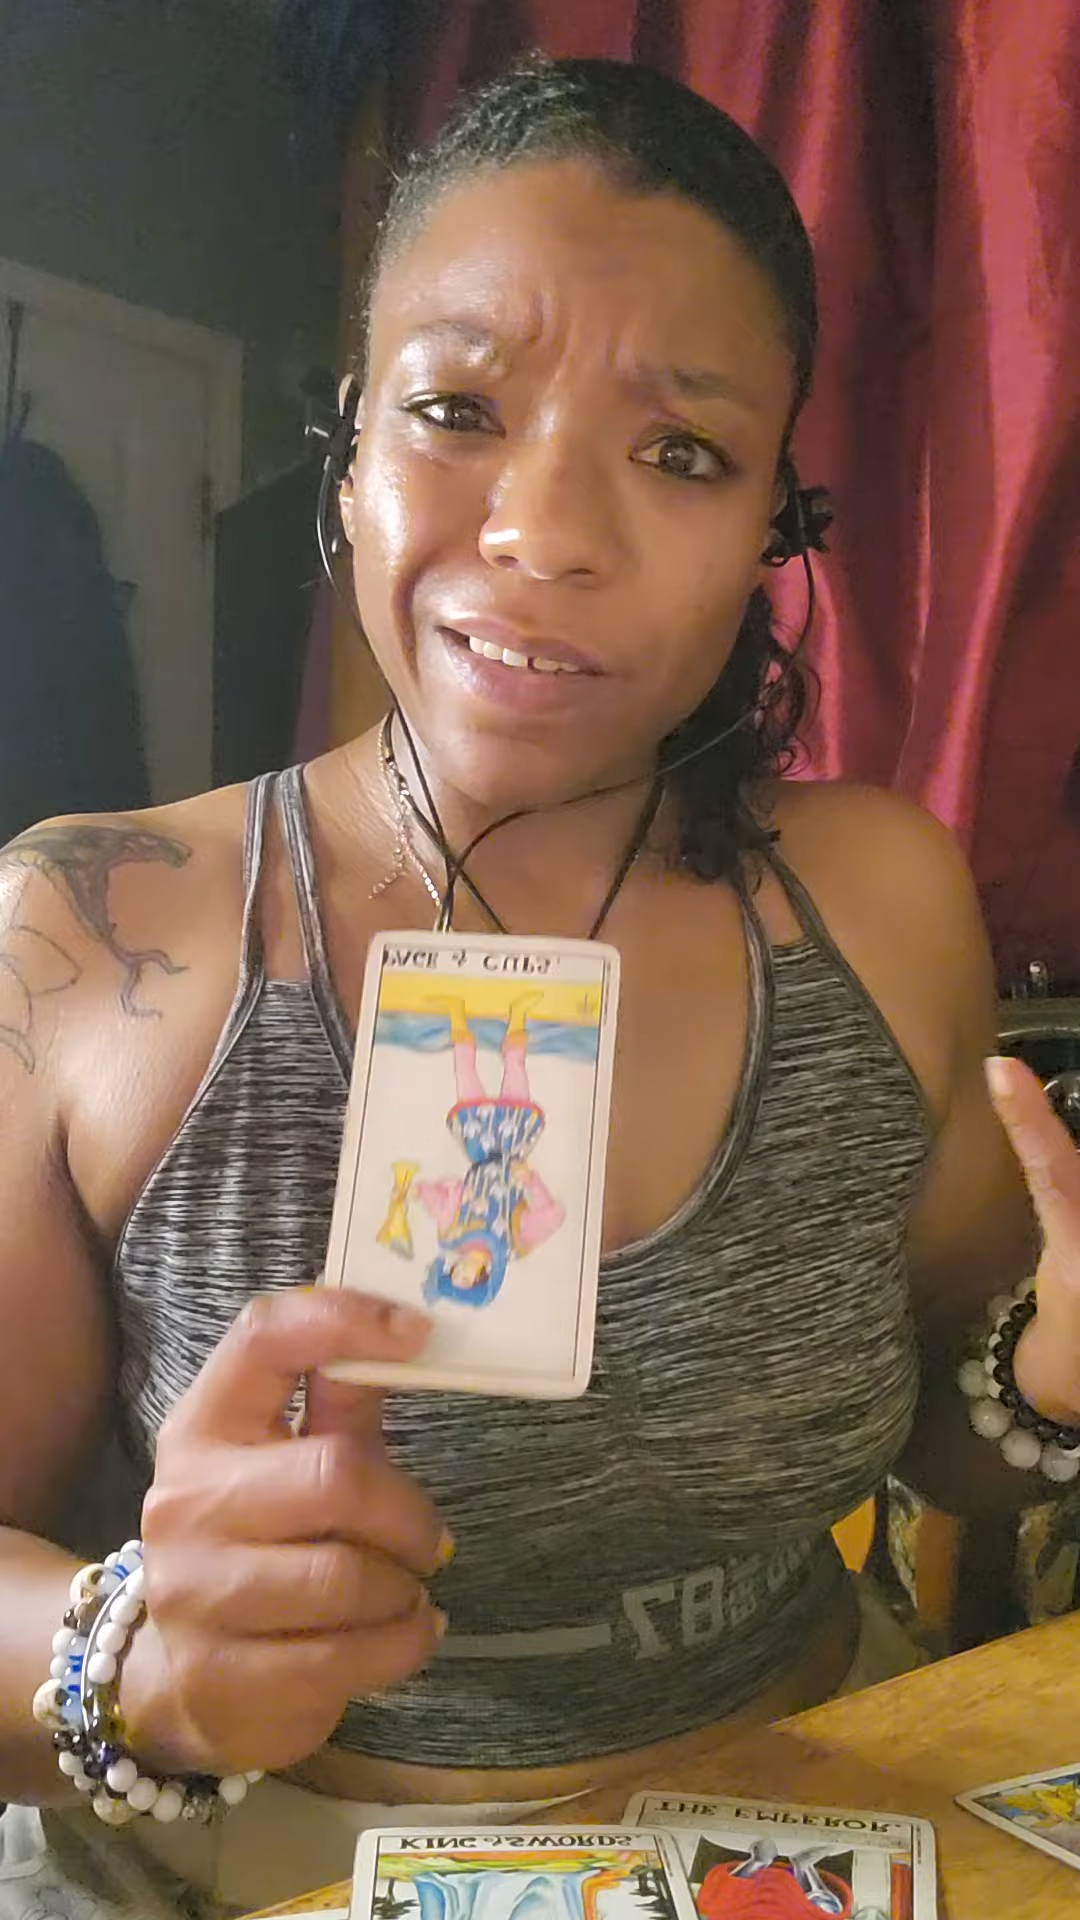 PAGE of CUPS.
THE EMPEROR.
KING of SWORDS.